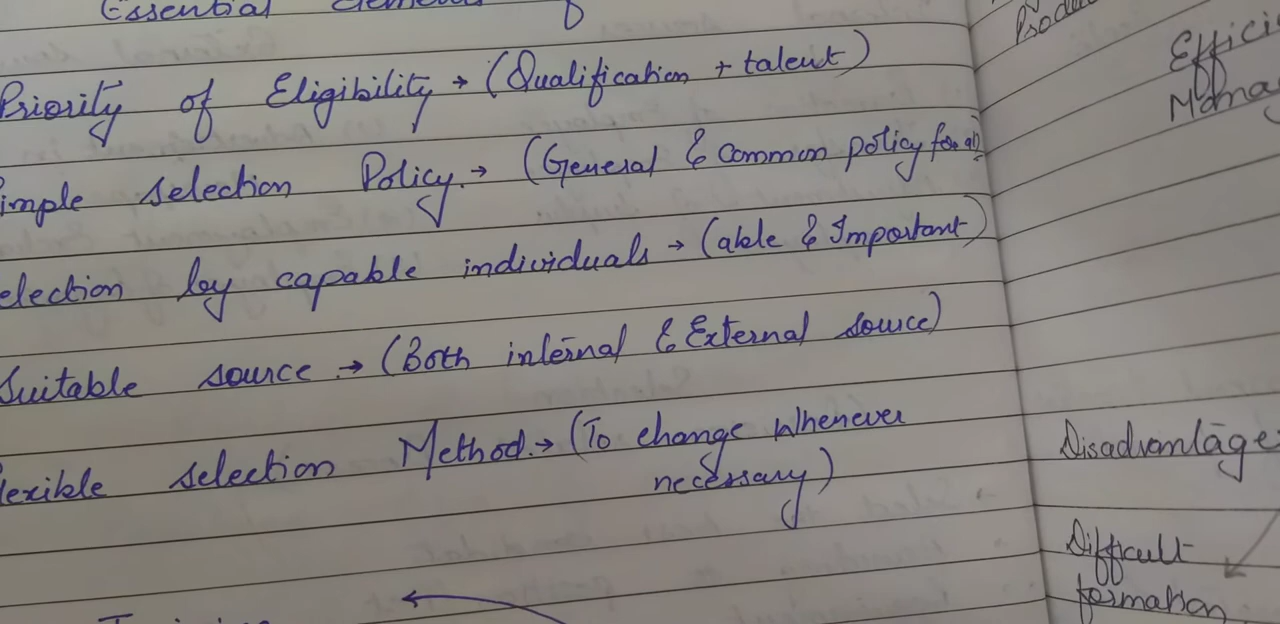 Essential
Priority of Eligibility → (Qualification + talent)
imple selection Policy. → (General & Common policy for all)
election by capable individuals → (able & Important)
Suitable source → (Both internal & External source)
lexible selection Method. → (To change Whenever
necessary)
Effici
Mana
Disadvantage
Difficult
formation